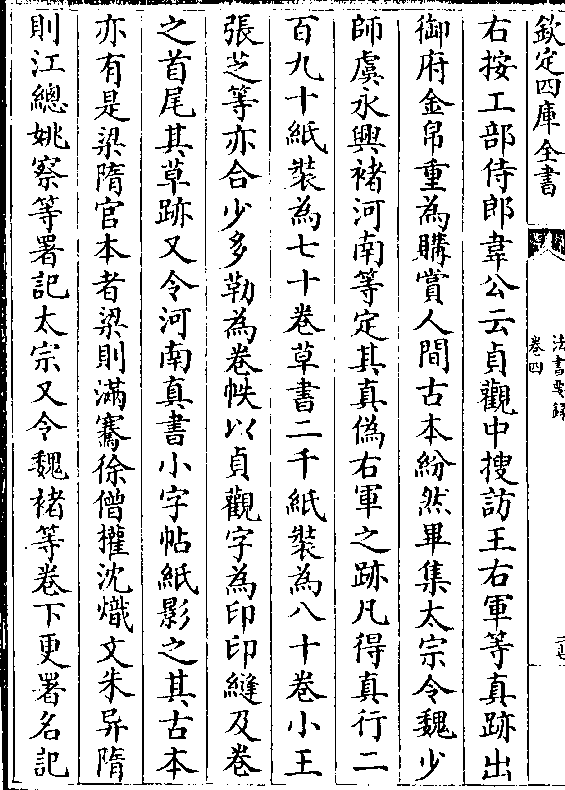 欽定四庫全書
法書要錄
卷四
右按工部侍郎韋公云貞觀中搜訪王右軍等真跡出
御府金帛重為購賞人間古本紛然畢集太宗令魏少
師虞永興褚河南等定其真偽右軍之跡凡得真行二
百九十紙裝為七十卷草書二千紙裝為八十卷小王
張芝等亦合少多勒為卷帙以貞觀字為印印縫及卷
之首尾其草跡又令河南真書小字帖紙影之其古本
亦有是梁隋官本者梁則滿騫徐僧權沈熾文朱异隋
則江總姚察等署記太宗又令魏褚等卷下更署名記